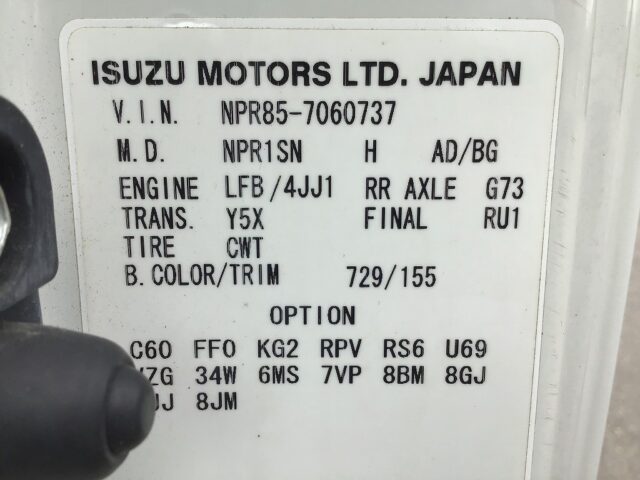 ISUZU MOTORS LTD. JAPAN
V.I.N. NPR85-7060737
M.D. NPR1SN H AD/BG
ENGINE LFB/4JJ1 RR AXLE G73
TRANS. Y5X FINAL RU1
TIRE CWT
B.COLOR/TRIM 729/155
OPTION
C60 FF0 KG2 RPV RS6 U69
34W 6MS 7VP 8BM 8GJ
8JM